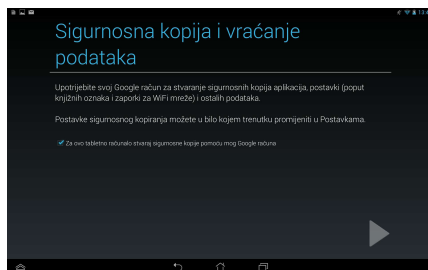 Sigurnosna kopija i vraćanje
podataka
Upotrijebite svoj Google račun za stvaranje sigurnosnih kopija aplikacija, postavki (poput
knjižnih oznaka i zaporki za WiFi mreže) i ostalih podataka.
Postavke sigurnosnog kopiranja možete u bilo kojem trenutku promijeniti u Postavkama.
Za ovo tabletno računalo stvaraj sigurnosne kopije pomoću mog Google računa